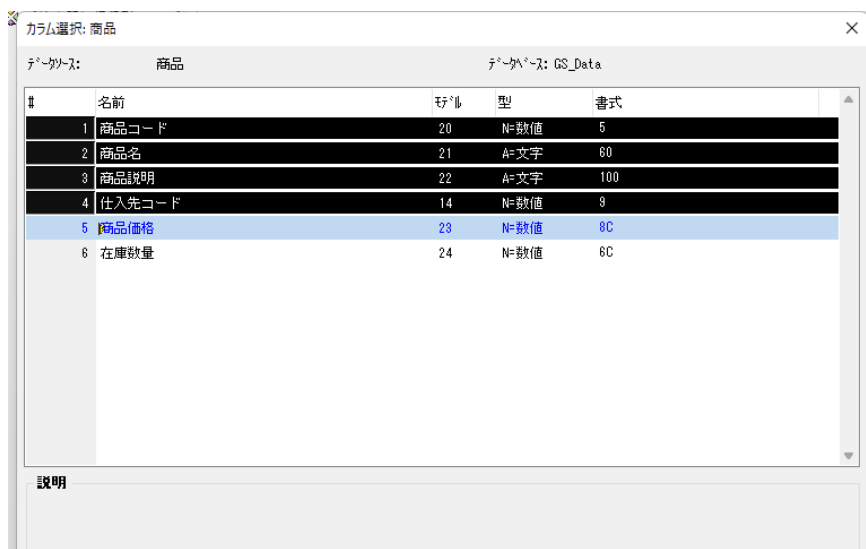 カラム選択: 商品
データソース: 商品 データベース: GS_Data
# 名前 モデル 型 書式
1 商品コード 20 N=数値 5
2 商品名 21 A=文字 60
3 商品説明 22 A=文字 100
4 仕入先コード 14 N=数値 9
5 商品価格 23 N=数値 8C
6 在庫数量 24 N=数値 6C
説明